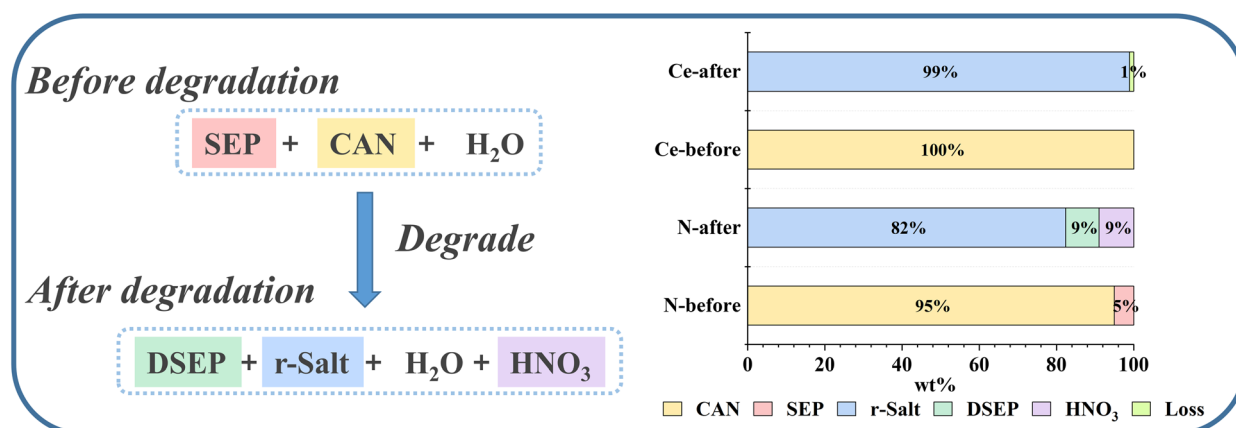 Before degradation
SEP + CAN + H₂O
Degrade
After degradation
DSEP + r-Salt + H₂O + HNO₃
Ce-after
99%
1%
Ce-before
100%
N-after
82%
9%
9%
N-before
95%
5%
0 20 40 60 80 100
wt%
CAN SEP r-Salt DSEP HNO₃ Loss